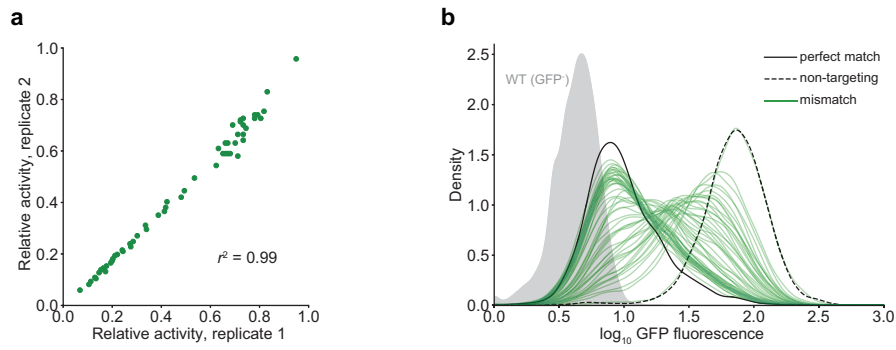 a
1.0
0.8
0.6
0.4
0.2
0.0
Relative activity, replicate 2
r² = 0.99
0.0 0.2 0.4 0.6 0.8 1.0
Relative activity, replicate 1
b
2.5
2.0
1.5
1.0
0.5
0.0
Density
WT (GFP⁻)
perfect match
non-targeting
mismatch
0.0 0.5 1.0 1.5 2.0 2.5 3.0
log₁₀ GFP fluorescence